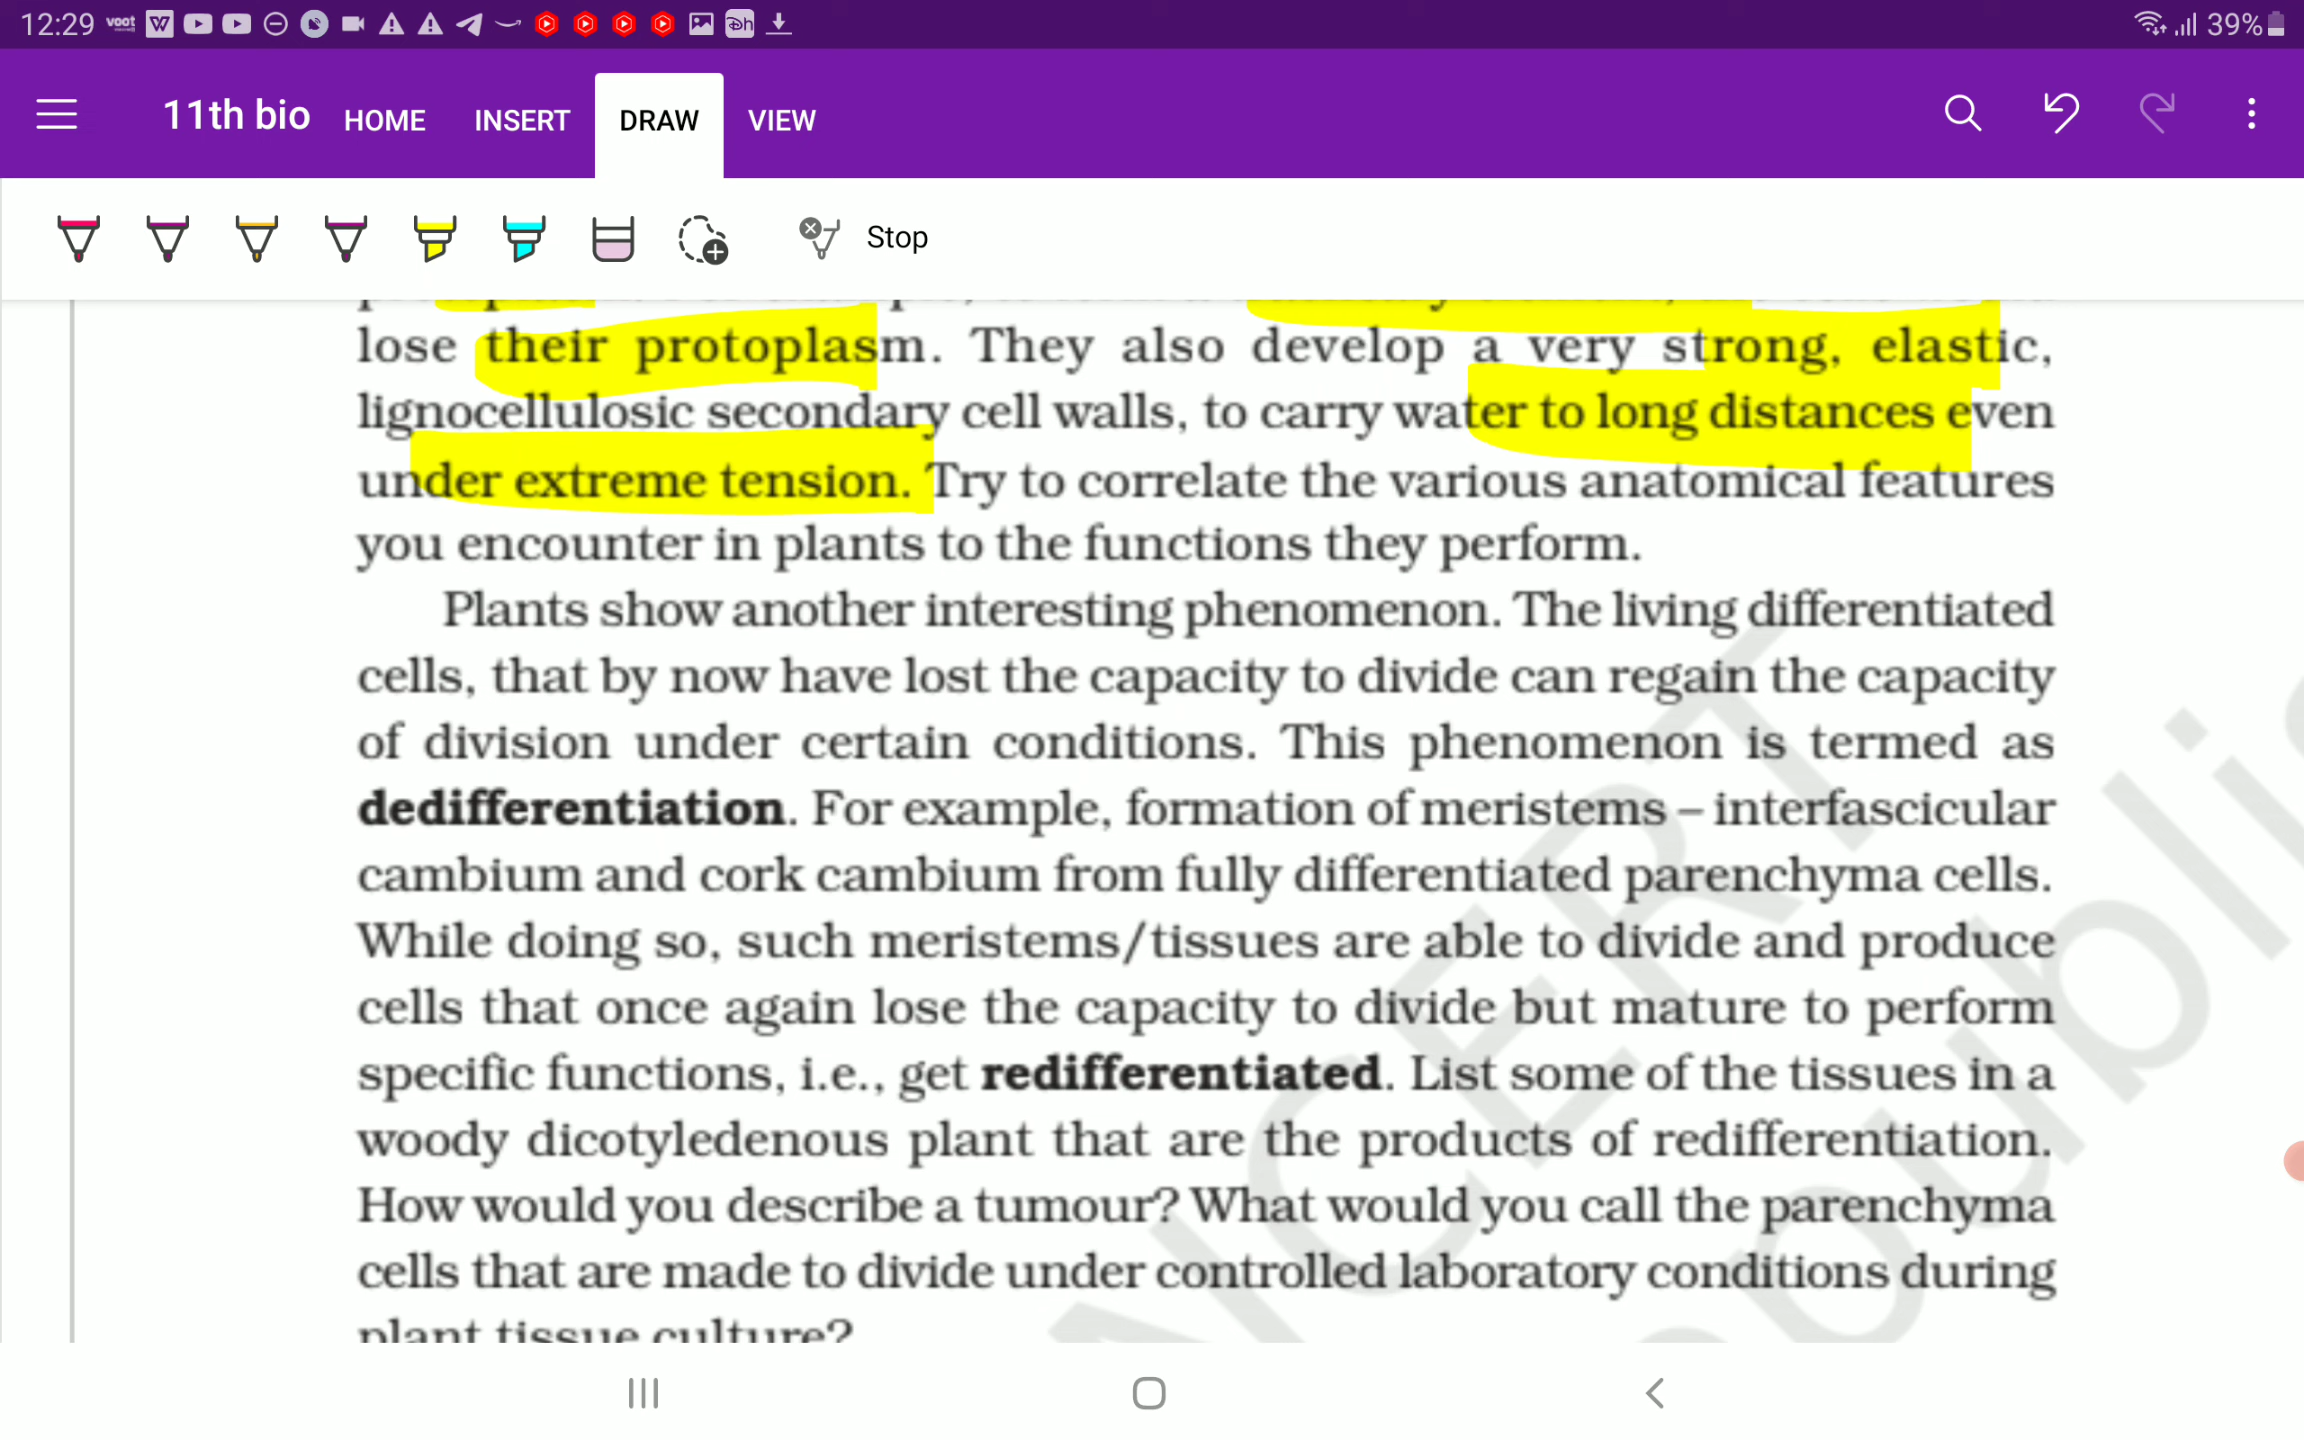 12:29 voot 39%
11th bio HOME INSERT DRAW VIEW
Stop
lose their protoplasm. They also develop a very strong, elastic,
lignocellulosic secondary cell walls, to carry water to long distances even
under extreme tension. Try to correlate the various anatomical features
you encounter in plants to the functions they perform.
Plants show another interesting phenomenon. The living differentiated
cells, that by now have lost the capacity to divide can regain the capacity
of division under certain conditions. This phenomenon is termed as
dedifferentiation. For example, formation of meristems – interfascicular
cambium and cork cambium from fully differentiated parenchyma cells.
While doing so, such meristems/tissues are able to divide and produce
cells that once again lose the capacity to divide but mature to perform
specific functions, i.e., get redifferentiated. List some of the tissues in a
woody dicotyledenous plant that are the products of redifferentiation.
How would you describe a tumour? What would you call the parenchyma
cells that are made to divide under controlled laboratory conditions during
plant tissue culture?
NCERT
publis